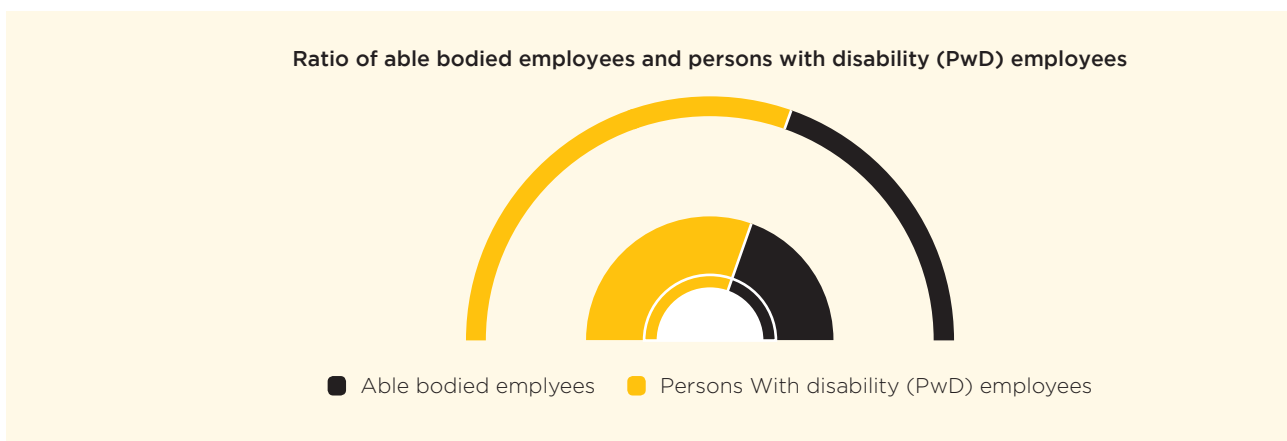 Ratio of able bodied employees and persons with disability (PwD) employees
Able bodied emplyees Persons With disability (PwD) employees